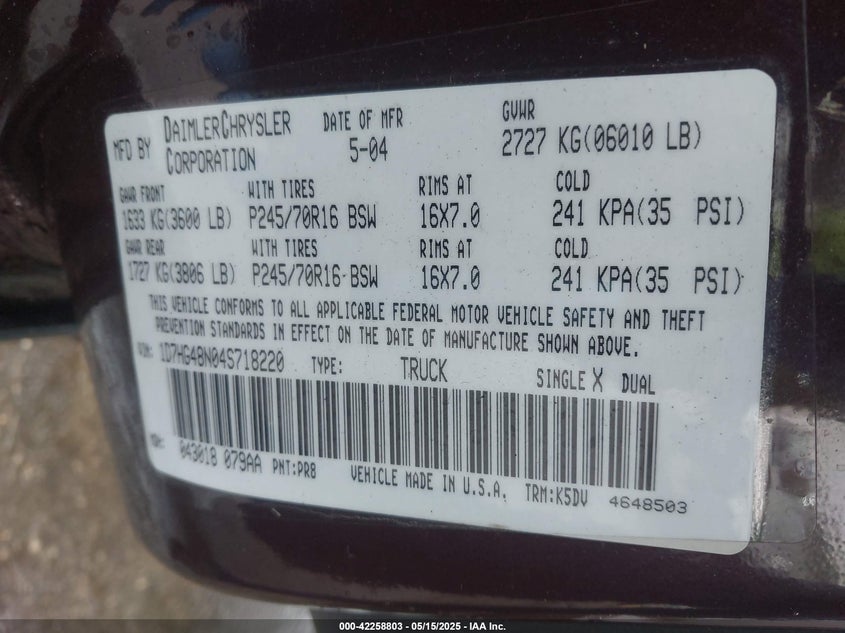 MFD BY DAIMLERCHRYSLER CORPORATION DATE OF MFR 5-04 GVWR 2727 KG(06010 LB)
GAWR FRONT WITH TIRES RIMS AT COLD
1633 KG(3600 LB) P245/70R16 BSW 16X7.0 241 KPA(35 PSI)
GAWR REAR WITH TIRES RIMS AT COLD
1727 KG(3806 LB) P245/70R16 BSW 16X7.0 241 KPA(35 PSI)
THIS VEHICLE CONFORMS TO ALL APPLICABLE FEDERAL MOTOR VEHICLE SAFETY AND THEFT
PREVENTION STANDARDS IN EFFECT ON THE DATE OF MANUFACTURE SHOWN ABOVE.
VIN: 1D7HG48N04S718220 TYPE: TRUCK SINGLE X DUAL
MDH: 043018 079AA PNT:PR8 VEHICLE MADE IN U.S.A. TRM:K5DV 4648503
000-42258803 - 05/15/2025 - IAA Inc.